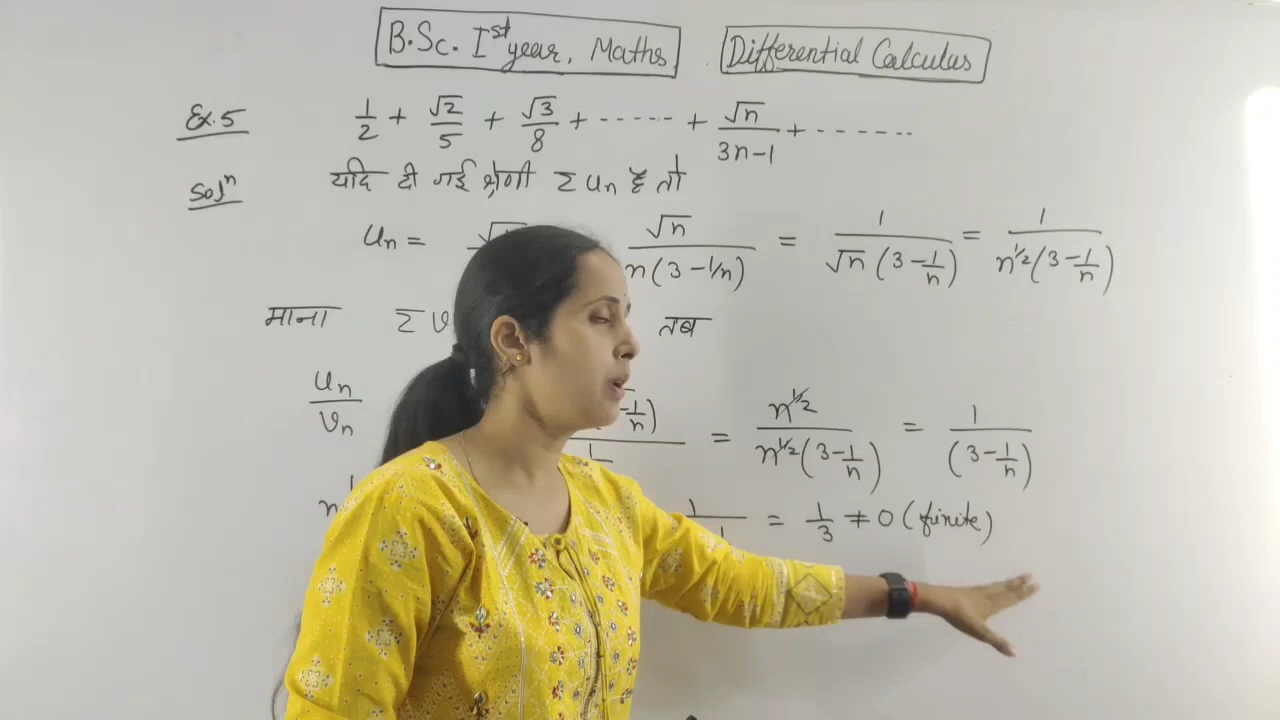 B.Sc. Ist year, Maths Differential Calculus
Ex.5 1/2 + √2/5 + √3/8 + ----- + √n/(3n-1) + ------
Solⁿ यदि दी गई श्रेणी Σ uₙ है तो
uₙ = √n/(n(3-1/n)) = 1/(√n(3-1/n)) = 1/(n^1/2(3-1/n))
माना Σ तब
uₙ/vₙ = n^1/2/(n^1/2(3-1/n)) = 1/(3-1/n)
= 1/3 ≠ 0 (finite)